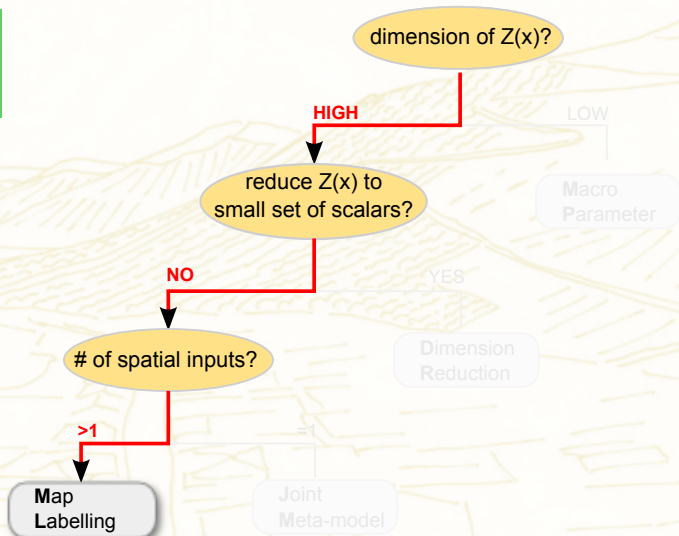 dimension of Z(x)?
HIGH
LOW
reduce Z(x) to
small set of scalars?
Macro
Parameter
NO
YES
# of spatial inputs?
Dimension
Reduction
>1
=1
Map
Labelling
Joint
Meta-model